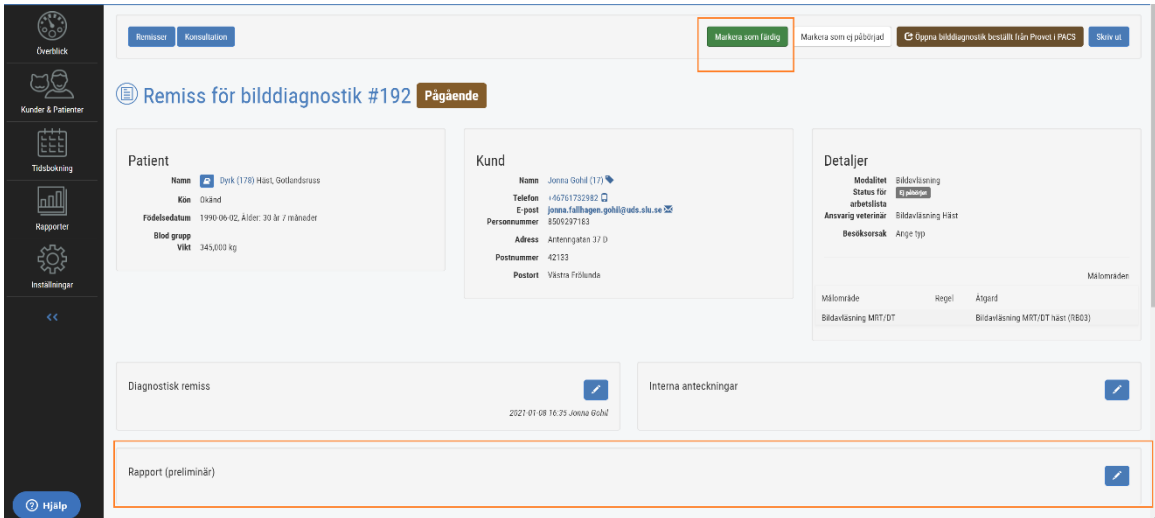 Överblick
Kunder & Patienter
Tidsbokning
Rapporter
Inställningar
<<
Hjälp
Remisser Konsultation Markera som färdig Markera som ej påbörjad Öppna bilddiagnostik beställt från Provet i PACS Skriv ut
Remiss för bilddiagnostik #192 Pågående
Patient
Namn Dyrk (178) Häst, Gotlandsruss
Kön Okänd
Födelsedatum 1990-06-02, Ålder: 30 år 7 månader
Blod grupp
Vikt 345,000 kg
Kund
Namn Jonna Gohil (17)
Telefon +46761732982
E-post jonna.fallhagen.gohil@uds.slu.se
Personnummer 8509297163
Adress Antenngatan 37 D
Postnummer 42133
Postort Västra Frölunda
Detaljer
Modalitet Bildavläsning
Status för arbetslista Ej påbörjan
Ansvarig veterinär Bildavläsning Häst
Besöksorsak Ange typ
Målområden
Målområde Regel Åtgard
Bildavläsning MRT/DT Bildavläsning MRT/DT häst (RB03)
Diagnostisk remiss
2021-01-08 16:35 Jonna Gohil
Interna anteckningar
Rapport (preliminär)